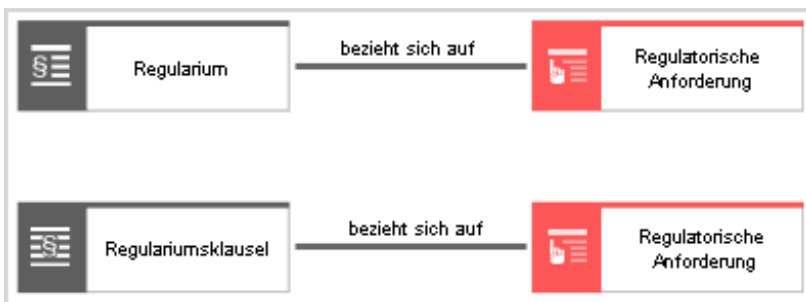 bezieht sich auf
Regularium
Regulatorische
Anforderung
bezieht sich auf
Regulariumsklausel
Regulatorische
Anforderung